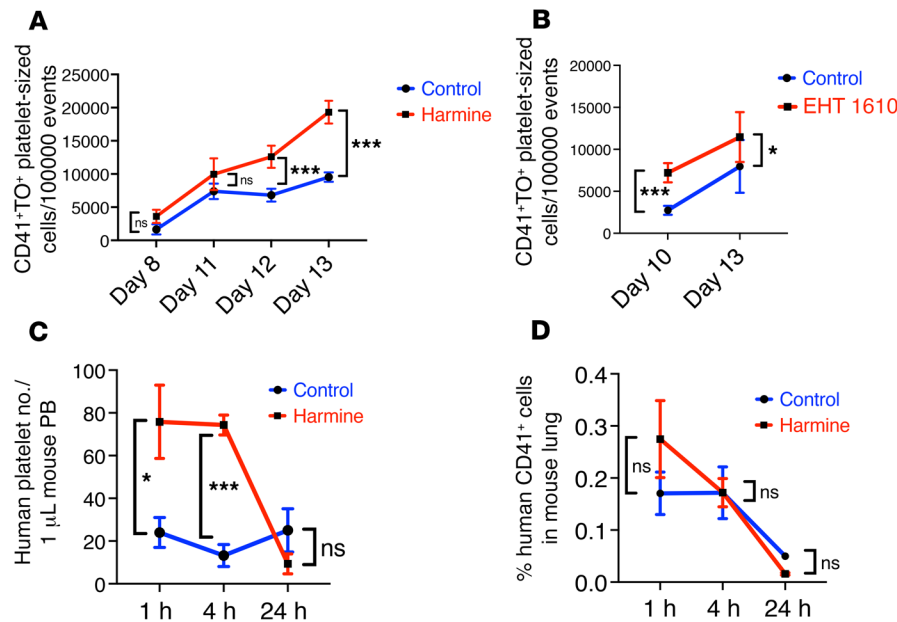 A
CD41⁺TO⁺ platelet-sized
cells/100000 events
25000
20000
15000
10000
5000
0
ns
ns
***
***
Control
Harmine
Day 8
Day 11
Day 12
Day 13
B
CD41⁺TO⁺ platelet-sized
cells/1000000 events
20000
15000
10000
5000
0
***
*
Control
EHT 1610
Day 10
Day 13
C
Human platelet no./
1 μL mouse PB
100
80
60
40
20
0
*
***
ns
Control
Harmine
1 h
4 h
24 h
D
% human CD41⁺ cells
in mouse lung
0.4
0.3
0.2
0.1
0.0
ns
ns
ns
Control
Harmine
1 h
4 h
24 h